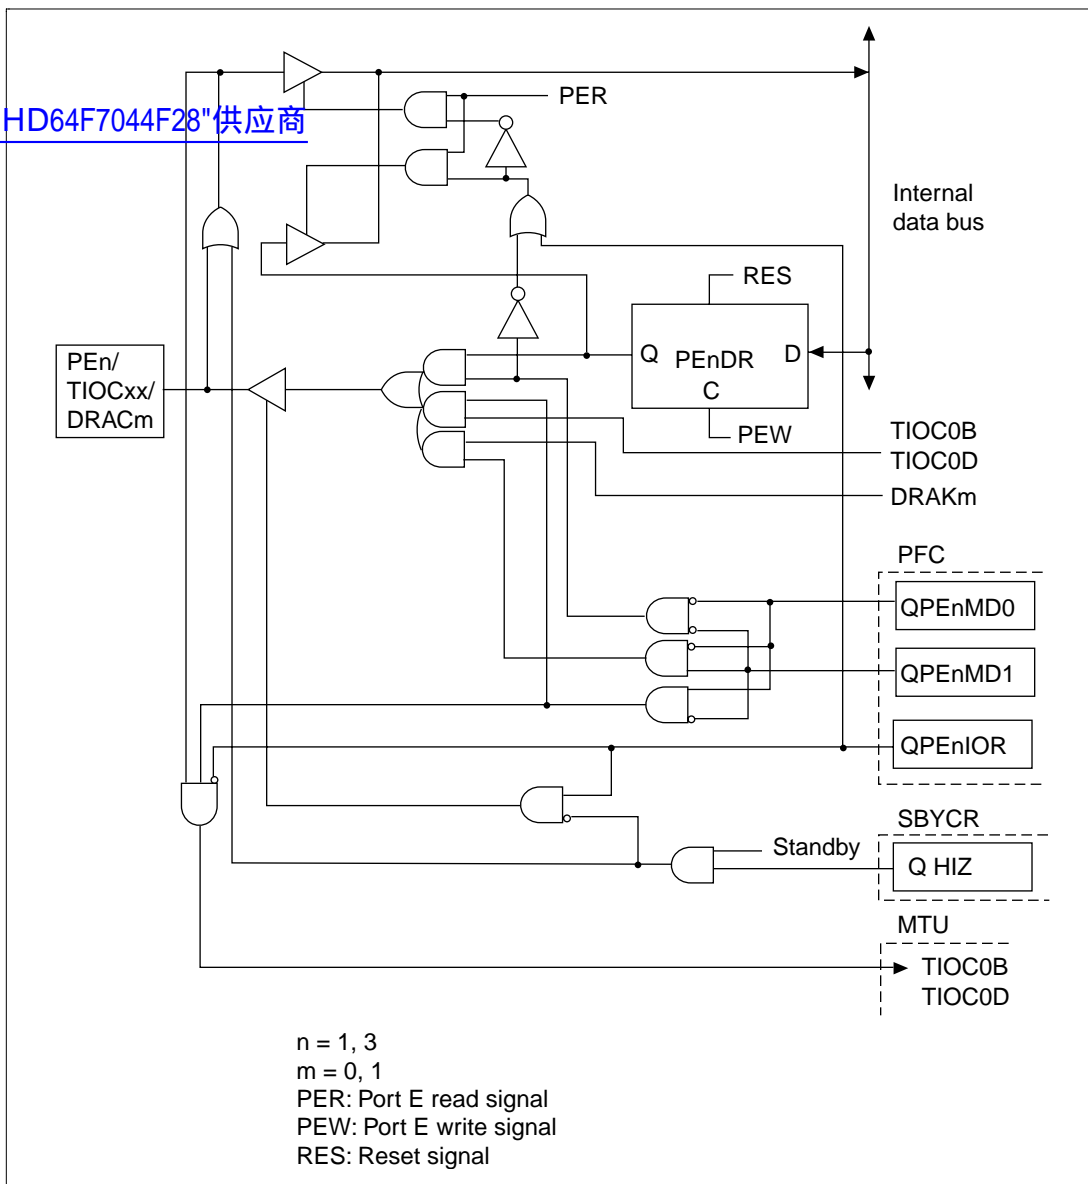 PER
HD64F7044F28"供应商
Internal
data bus
RES
PEn/
TIOCxx/
DRACm
Q
PEnDR
D
C
PEW
TIOC0B
TIOC0D
DRAKm
PFC
QPEnMD0
QPEnMD1
QPEnIOR
SBYCR
Standby
Q HIZ
MTU
TIOC0B
TIOC0D
n = 1, 3
m = 0, 1
PER: Port E read signal
PEW: Port E write signal
RES: Reset signal